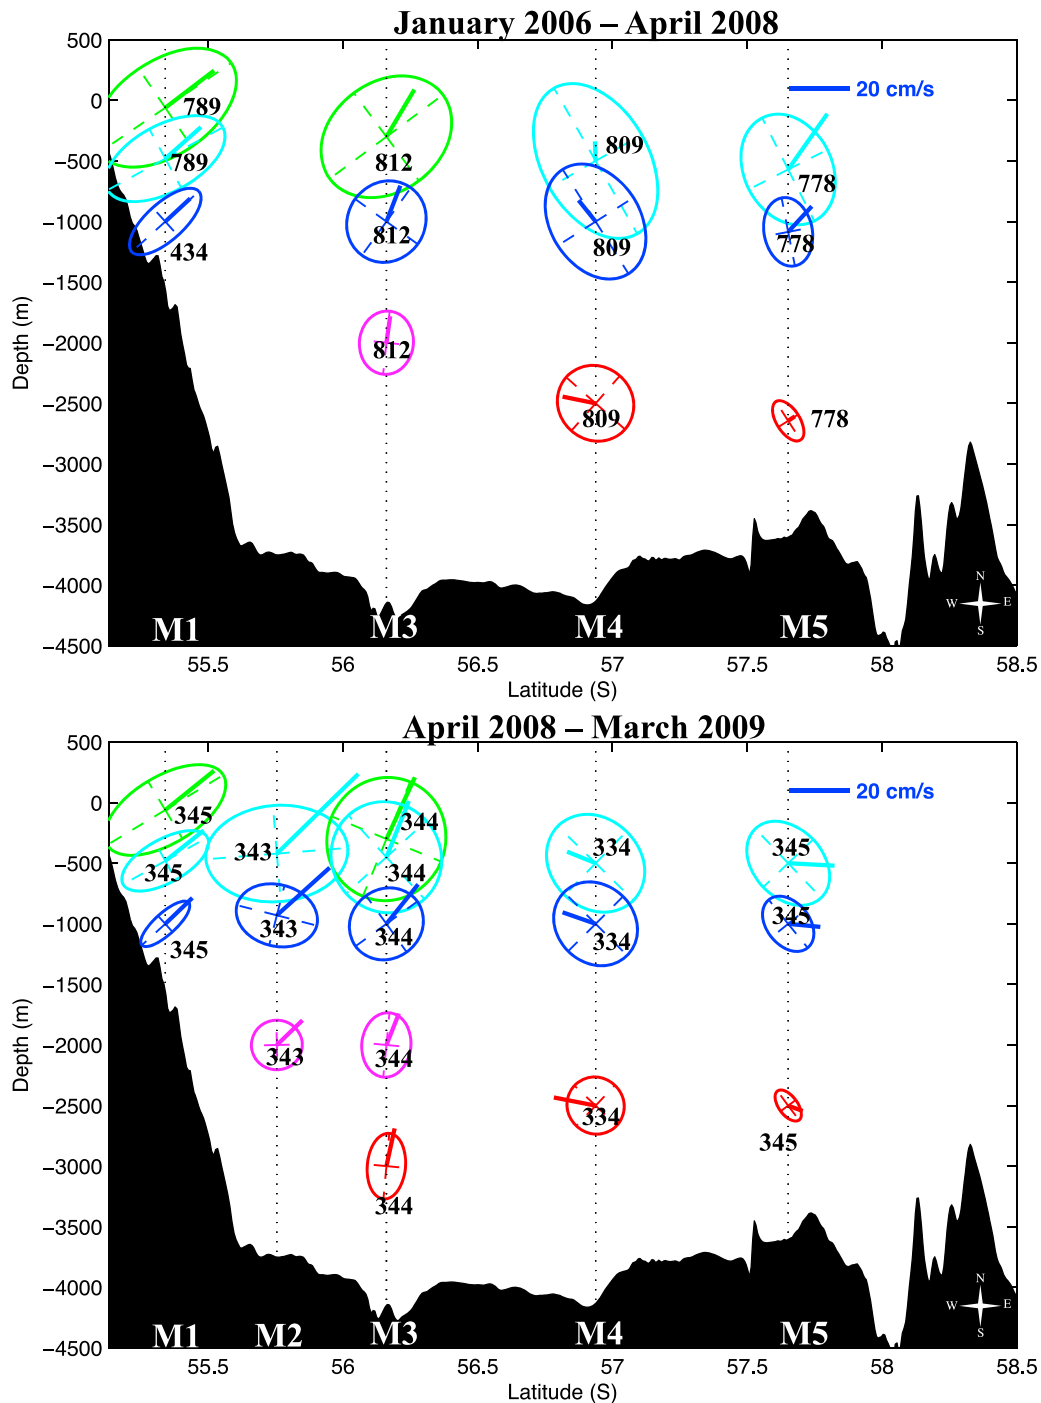 January 2006 – April 2008
500
0
−500
−1000
−1500
−2000
−2500
−3000
−3500
−4000
−4500
Depth (m)
20 cm/s
789
789
434
812
812
812
809
809
809
778
778
778
N
W E
S
M1 M3 M4 M5
55.5 56 56.5 57 57.5 58 58.5
Latitude (S)
April 2008 – March 2009
500
0
−500
−1000
−1500
−2000
−2500
−3000
−3500
−4000
−4500
Depth (m)
20 cm/s
345
345
345
343
343
343
344
344
344
344
344
334
334
334
345
345
345
N
W E
S
M1 M2 M3 M4 M5
55.5 56 56.5 57 57.5 58 58.5
Latitude (S)